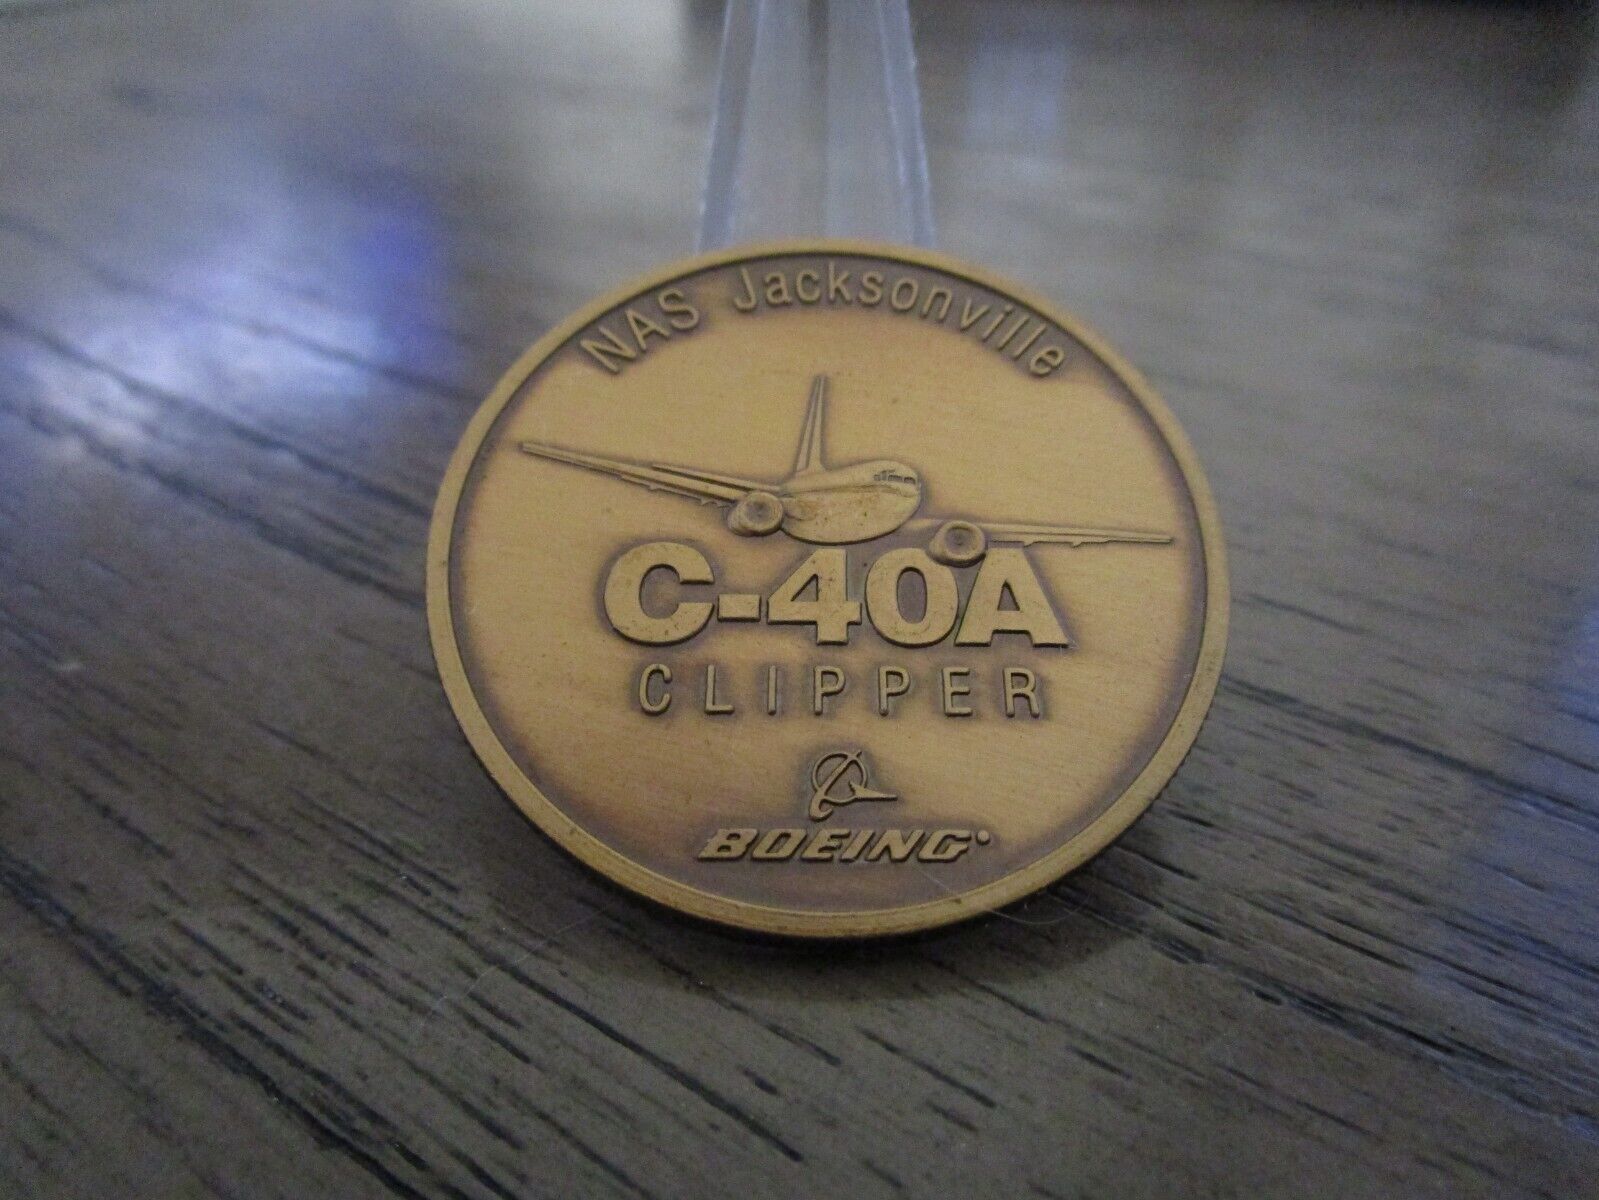 NAS Jacksonville
C-40A
CLIPPER
BOEING